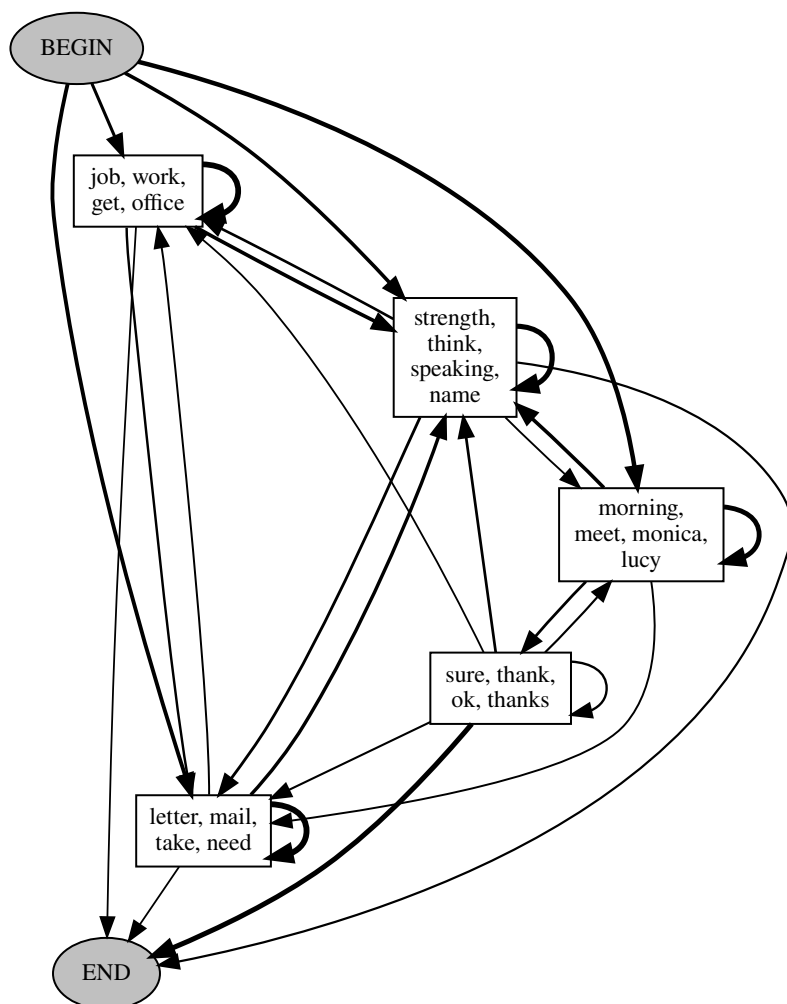 BEGIN
job, work,
get, office
strength,
think,
speaking,
name
morning,
meet, monica,
lucy
sure, thank,
ok, thanks
letter, mail,
take, need
END